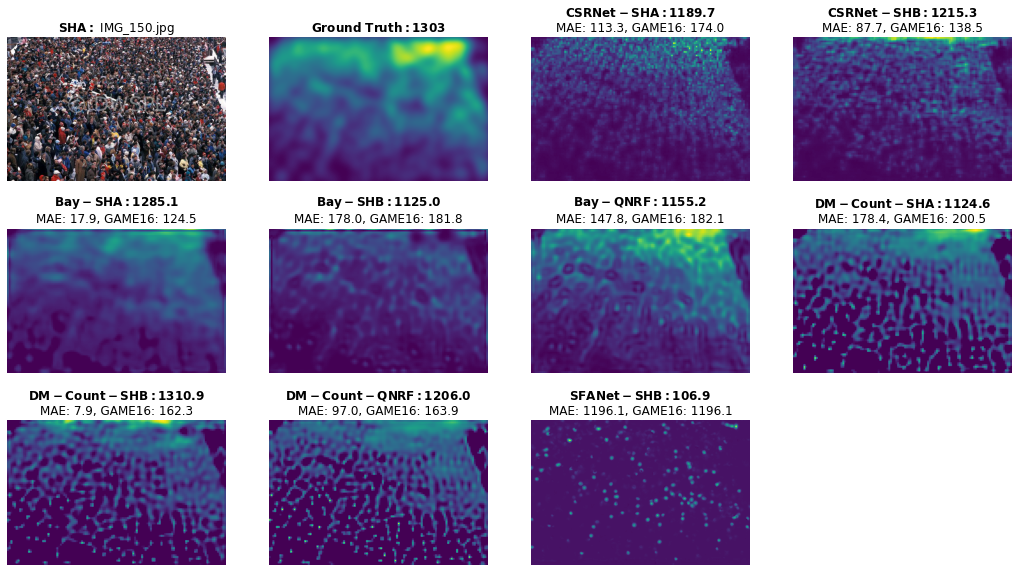 SHA: IMG_150.jpg
Ground Truth:1303
CSRNet-SHA:1189.7
MAE: 113.3, GAME16: 174.0
CSRNet-SHB:1215.3
MAE: 87.7, GAME16: 138.5
Bay-SHA:1285.1
MAE: 17.9, GAME16: 124.5
Bay-SHB:1125.0
MAE: 178.0, GAME16: 181.8
Bay-QNRF:1155.2
MAE: 147.8, GAME16: 182.1
DM-Count-SHA:1124.6
MAE: 178.4, GAME16: 200.5
DM-Count-SHB:1310.9
MAE: 7.9, GAME16: 162.3
DM-Count-QNRF:1206.0
MAE: 97.0, GAME16: 163.9
SFANet-SHB:106.9
MAE: 1196.1, GAME16: 1196.1